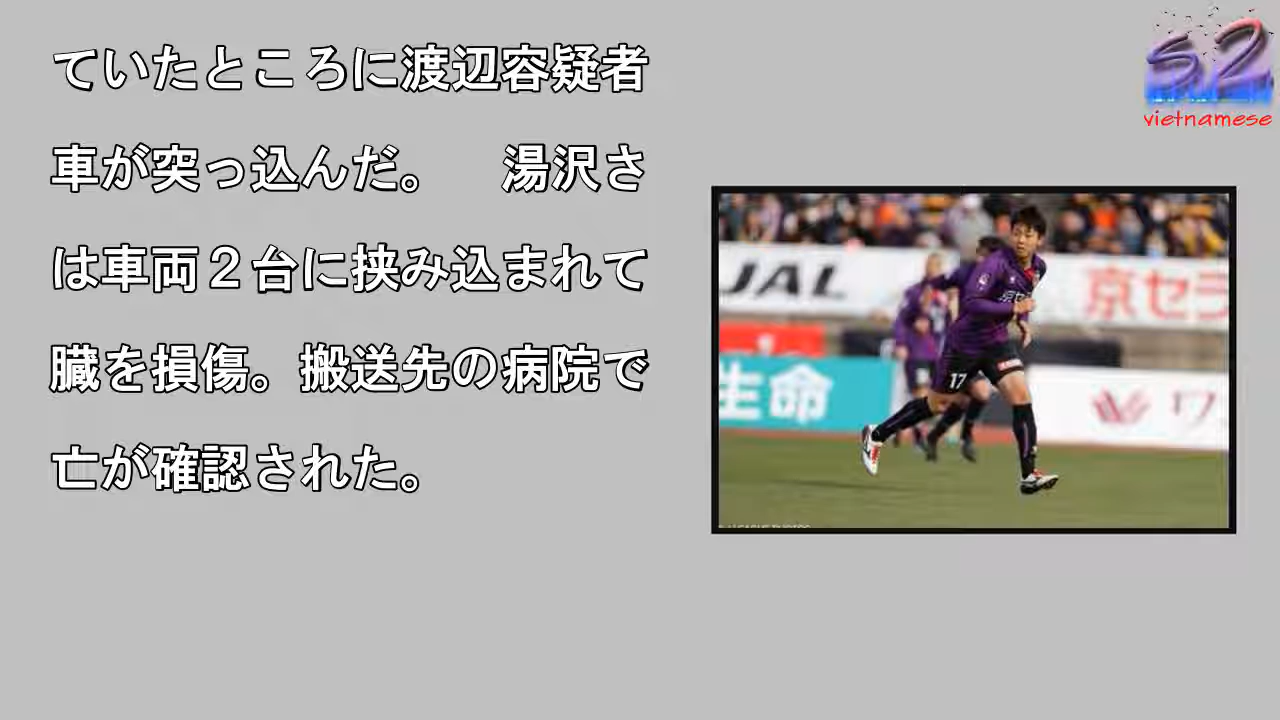 ていたところに渡辺容疑者
車が突っ込んだ。　湯沢さ
は車両２台に挟み込まれて
臓を損傷。搬送先の病院で
亡が確認された。
s2
vietnamese
JAL
京セラ
生命
17